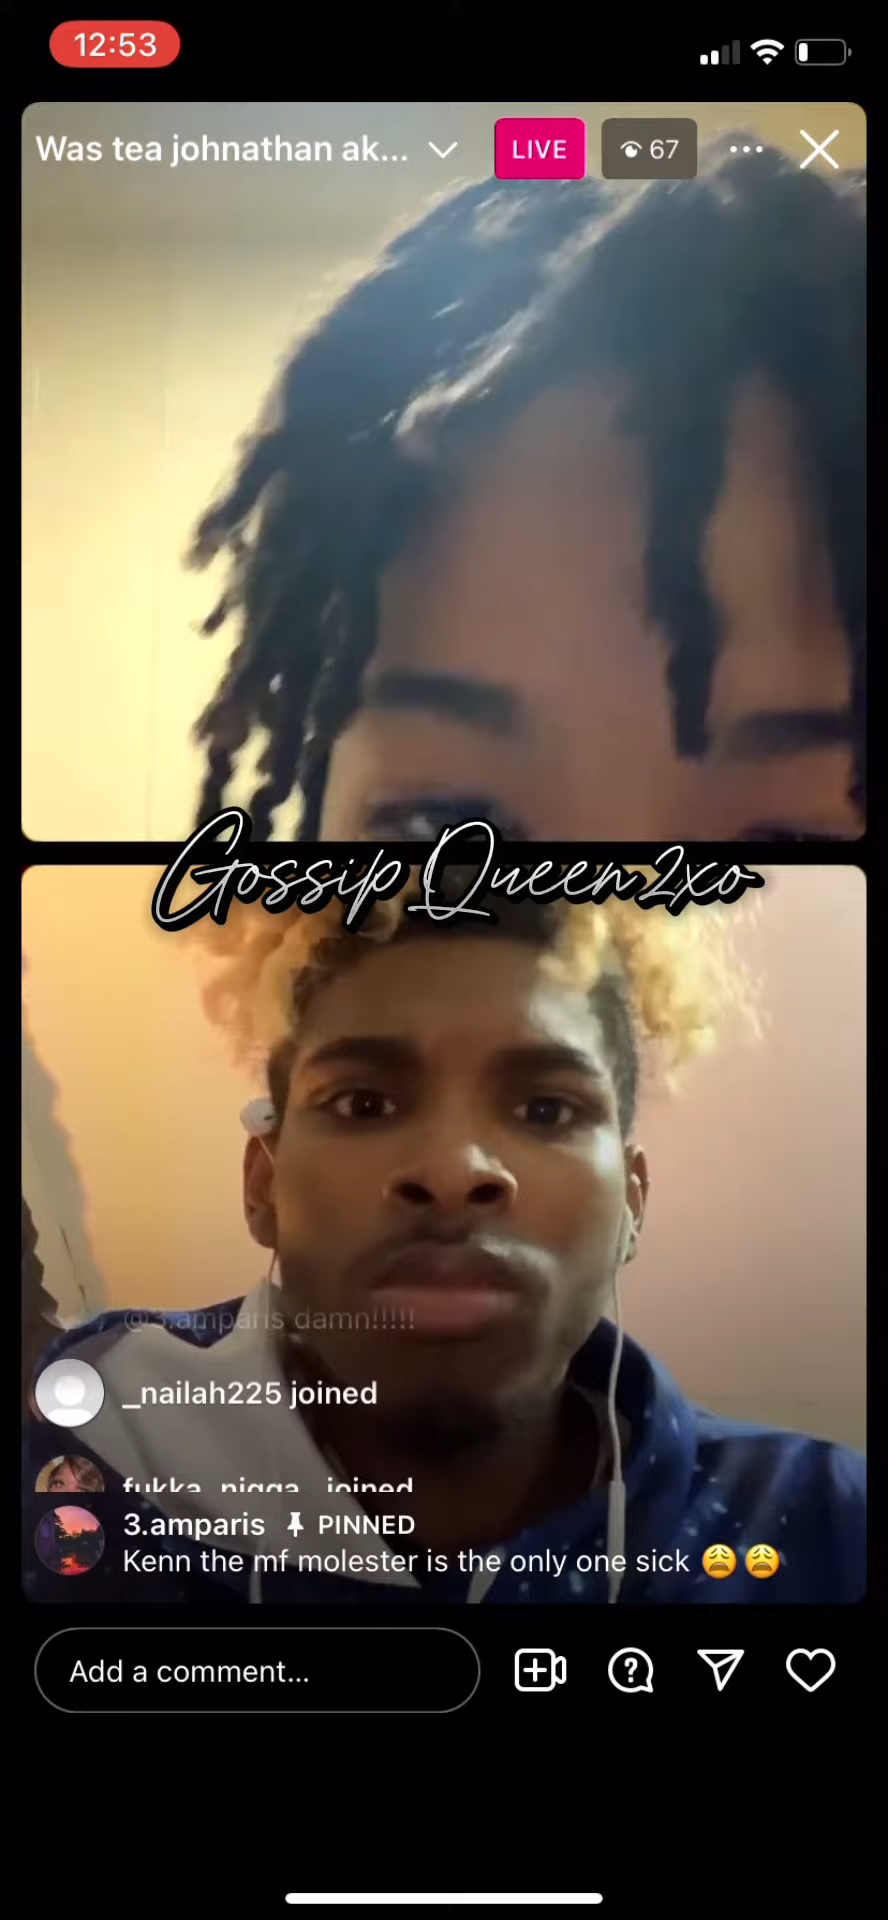 12:53
Was tea johnathan ak...
LIVE
67
Gossip Queen2xo
@3.amparis damn!!!!!
_nailah225 joined
fukka_nigga_ joined
3.amparis PINNED
Kenn the mf molester is the only one sick 😩😩
Add a comment...